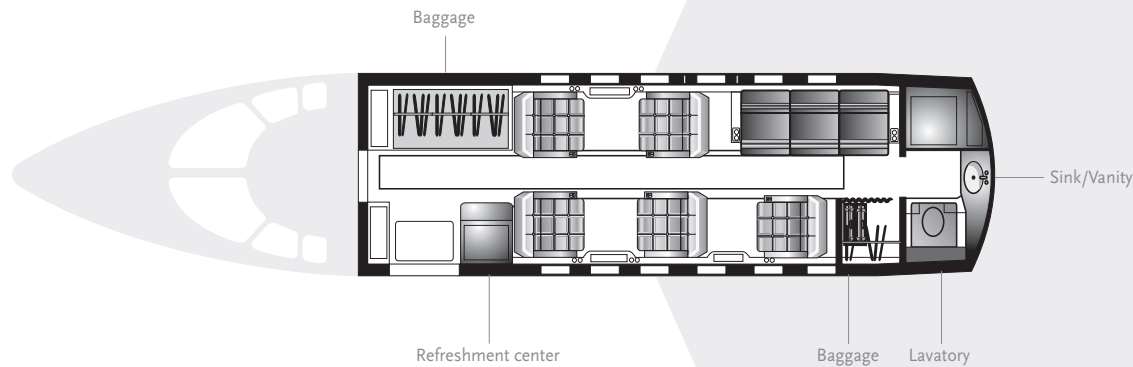 Baggage
Sink/Vanity
Refreshment center
Baggage
Lavatory